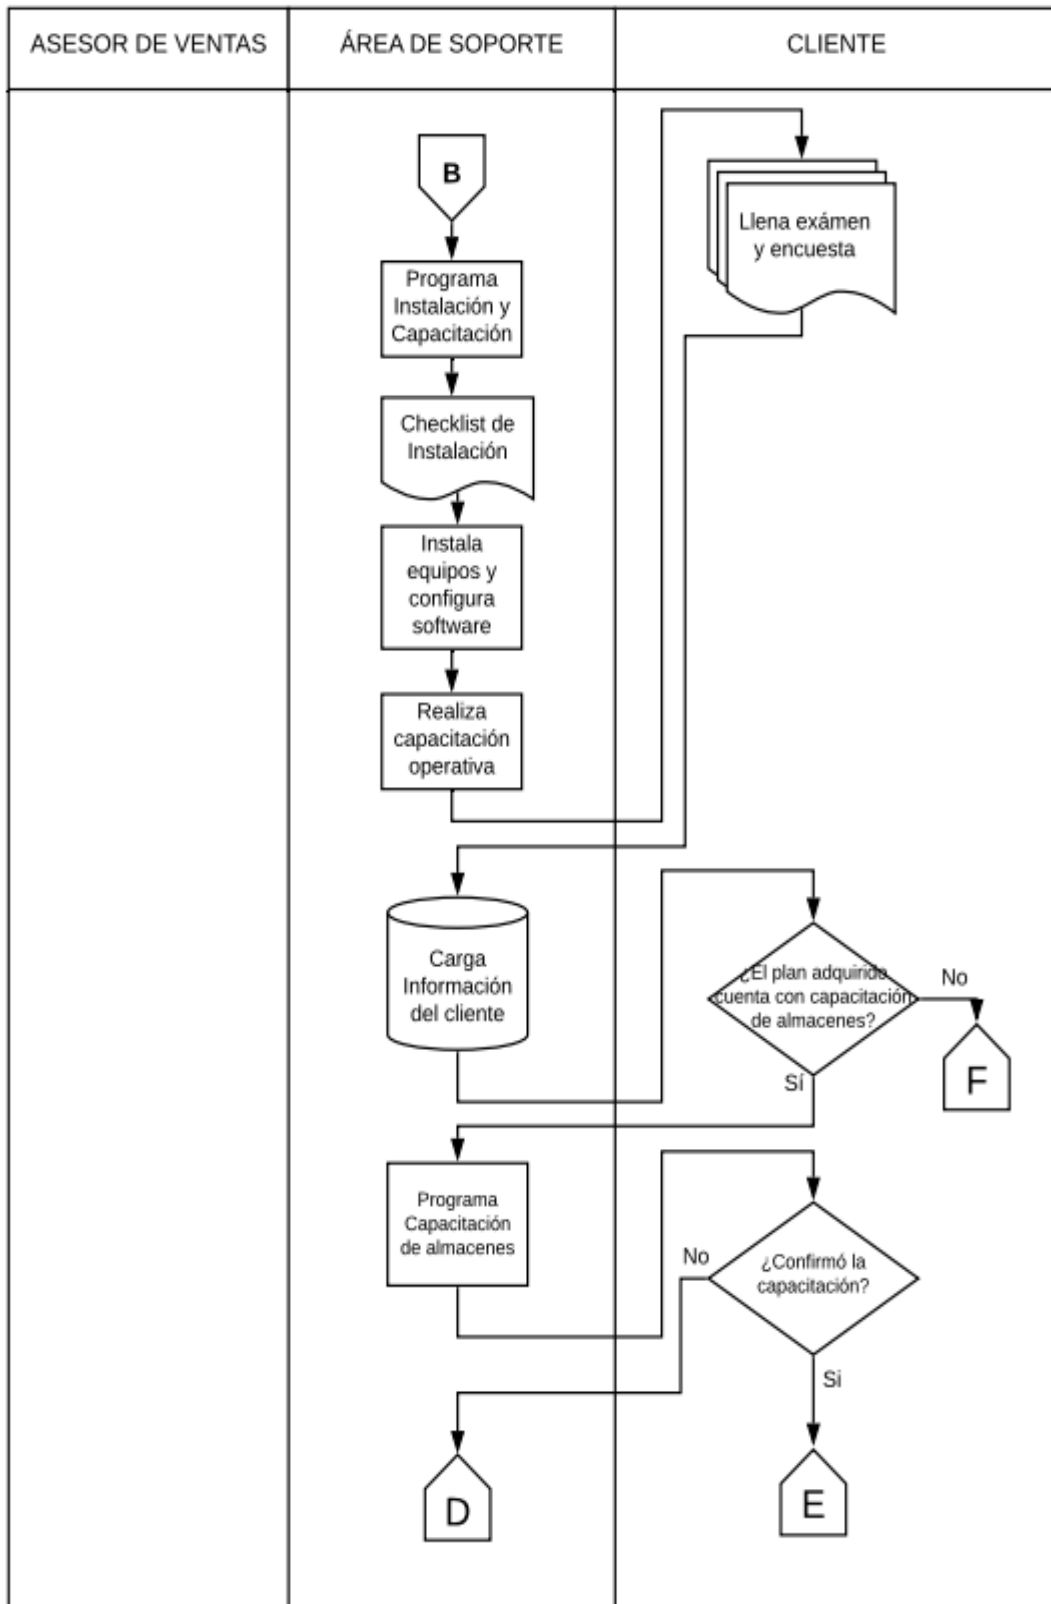 ASESOR DE VENTAS
ÁREA DE SOPORTE
CLIENTE
B
Programa
Instalación y
Capacitación
Checklist de
Instalación
Instala
equipos y
configura
software
Realiza
capacitación
operativa
Llena exámen
y encuesta
Carga
Información
del cliente
¿El plan adquirido
cuenta con capacitación
de almacenes?
No
F
Sí
Programa
Capacitación
de almacenes
¿Confirmó la
capacitación?
No
Si
D
E